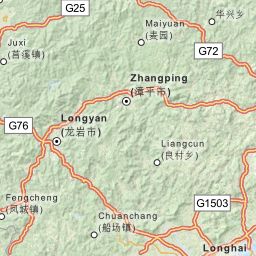 G25
华兴乡
Maiyuan
(麦园)
Juxi
(莒溪镇)
G72
Zhangping
(漳平市)
G76
Longyan
(龙岩市)
Liangcun
(良村乡)
Fengcheng
(凤城镇)
G1503
Chuanchang
(船场镇)
Longhai